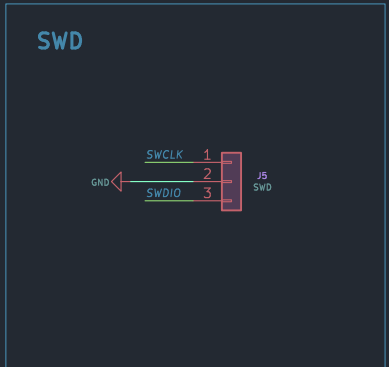 SWD
SWCLK 1
GND 2
SWDIO 3
J5
SWD